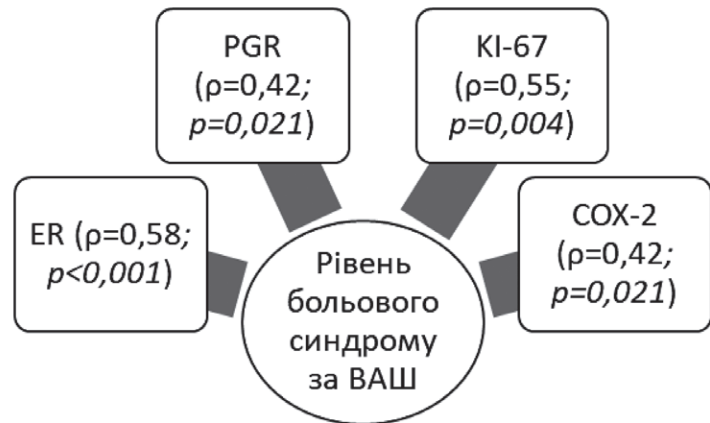 PGR
(ρ=0,42;
p=0,021)
KI-67
(ρ=0,55;
p=0,004)
ER (ρ=0,58;
p<0,001)
COX-2
(ρ=0,42;
p=0,021)
Рівень
больового
синдрому
за ВАШ